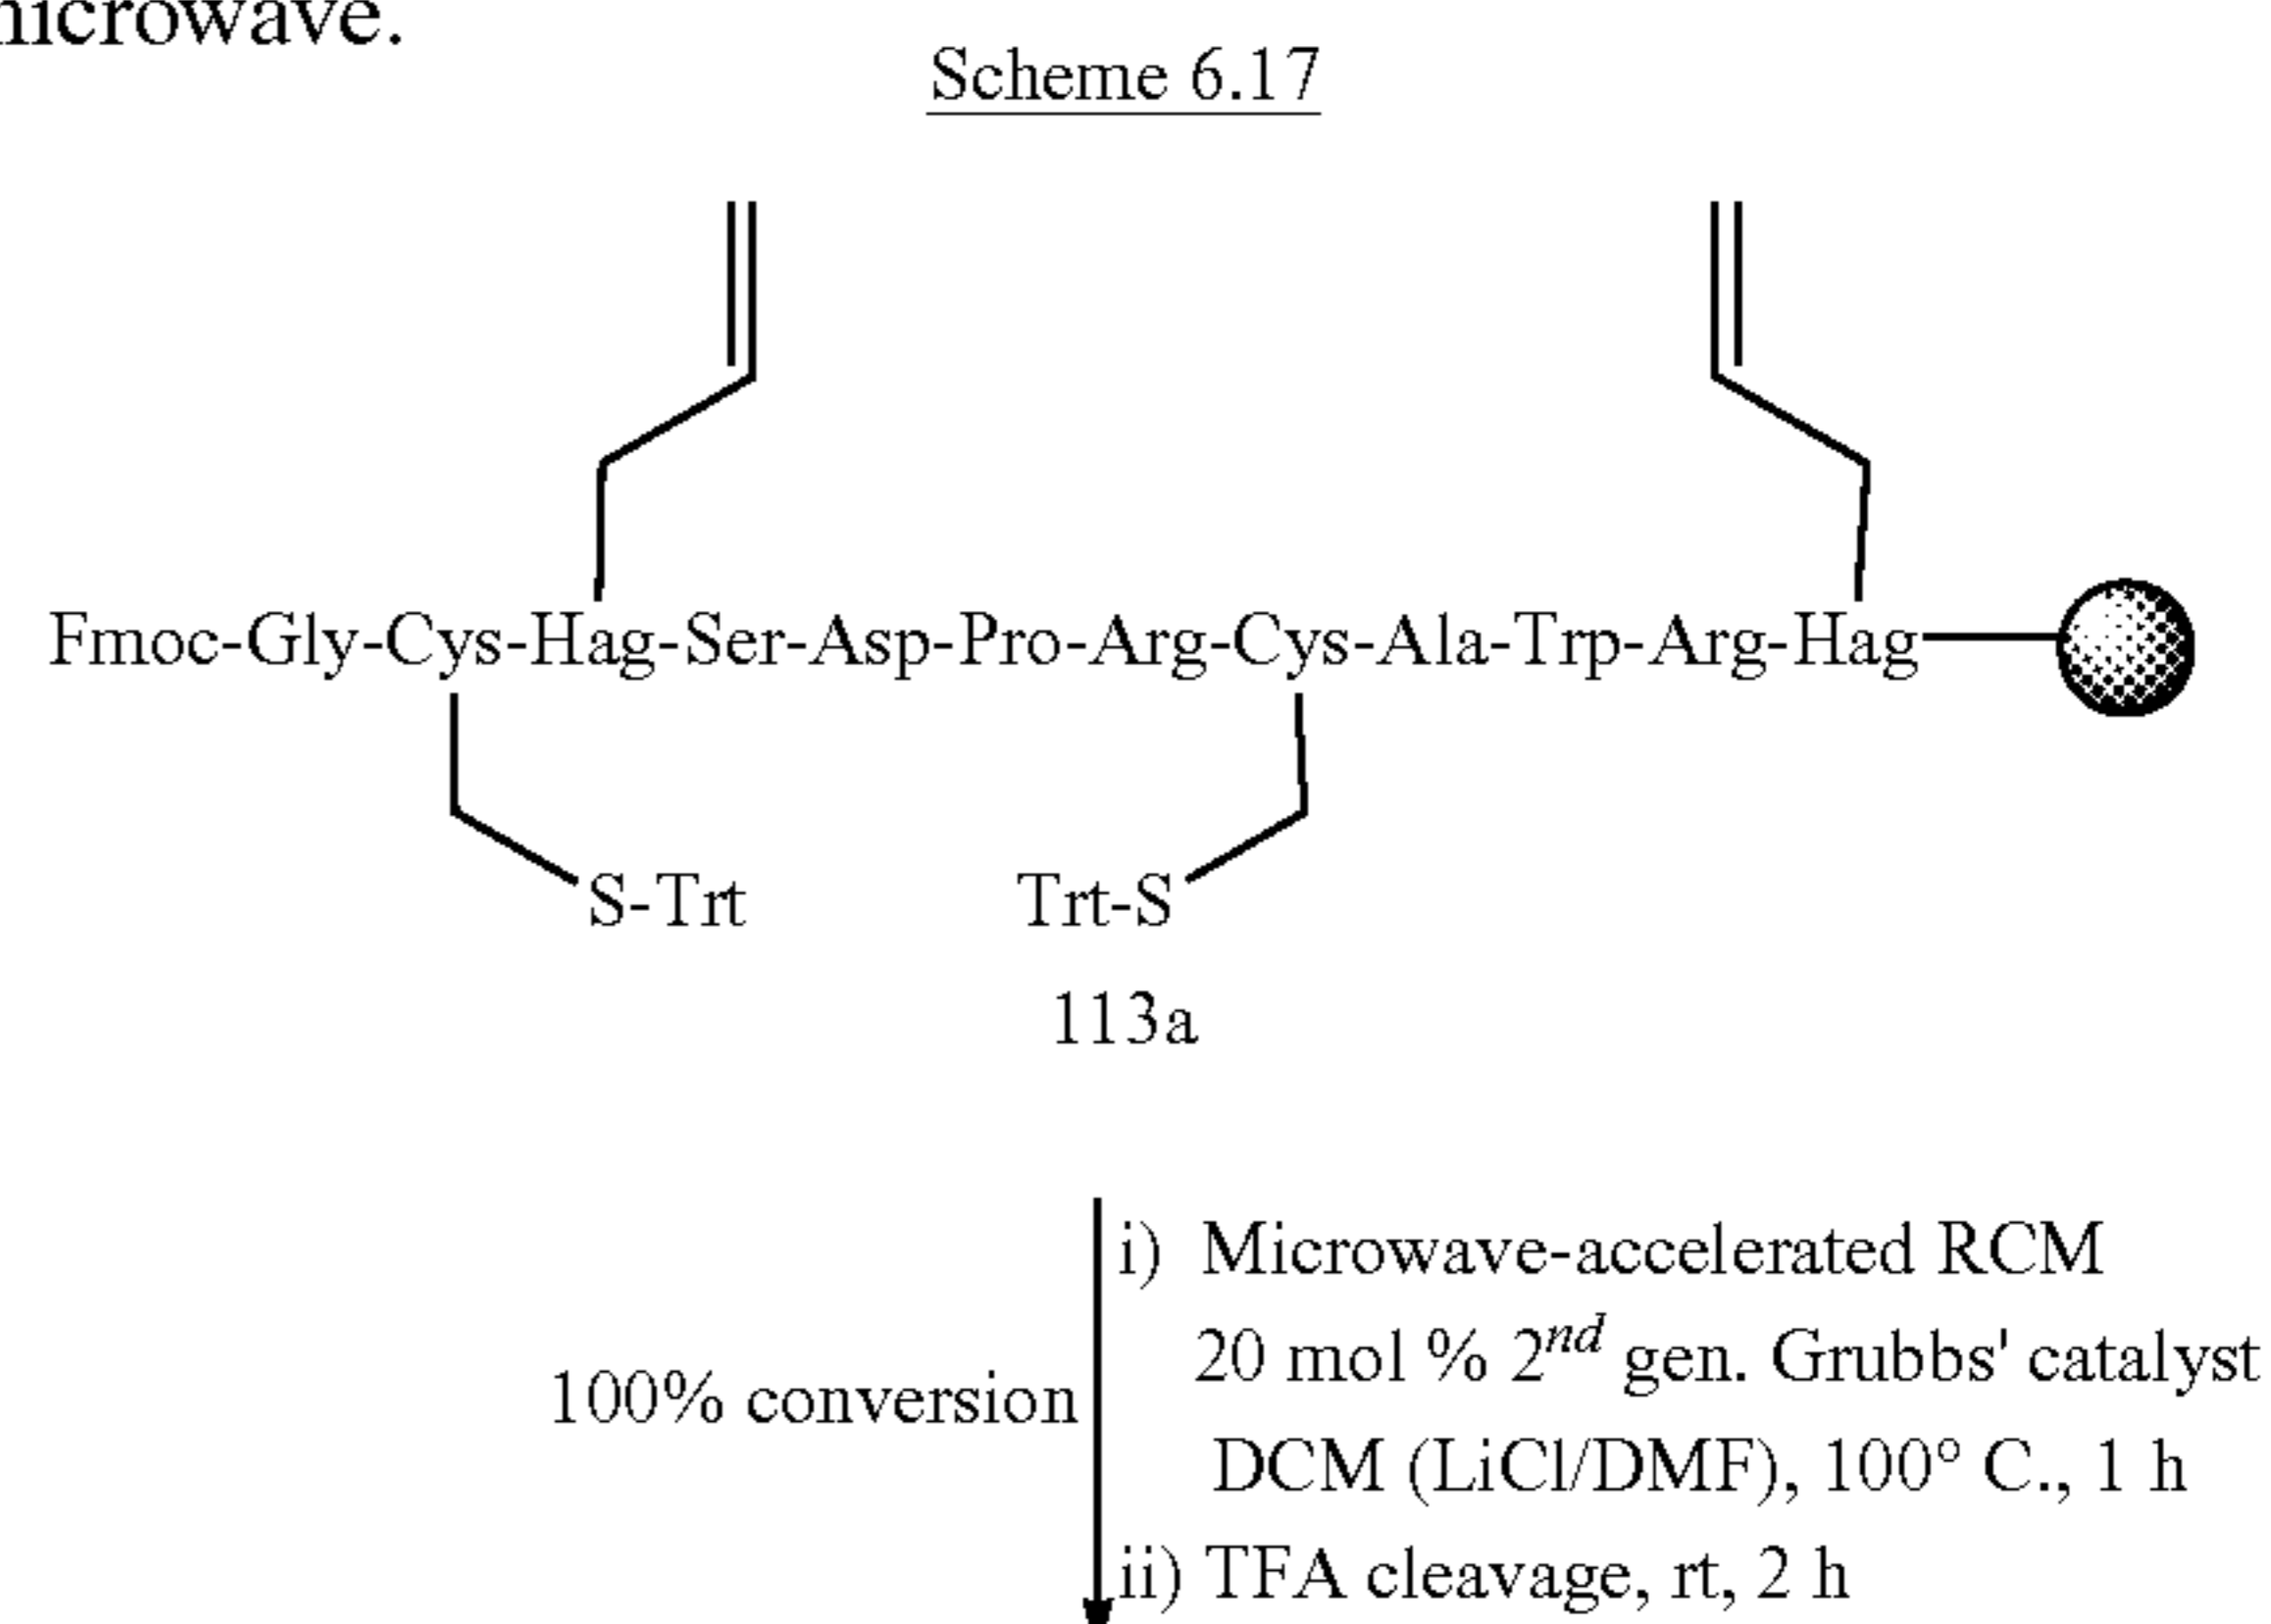 microwave.
Scheme 6.17
Fmoc-Gly-Cys-Hag-Ser-Asp-Pro-Arg-Cys-Ala-Trp-Arg-Hag
S-Trt Trt-S
113a
i) Microwave-accelerated RCM
20 mol % 2nd gen. Grubbs' catalyst
100% conversion
DCM (LiCl/DMF), 100° C., 1 h
ii) TFA cleavage, rt, 2 h